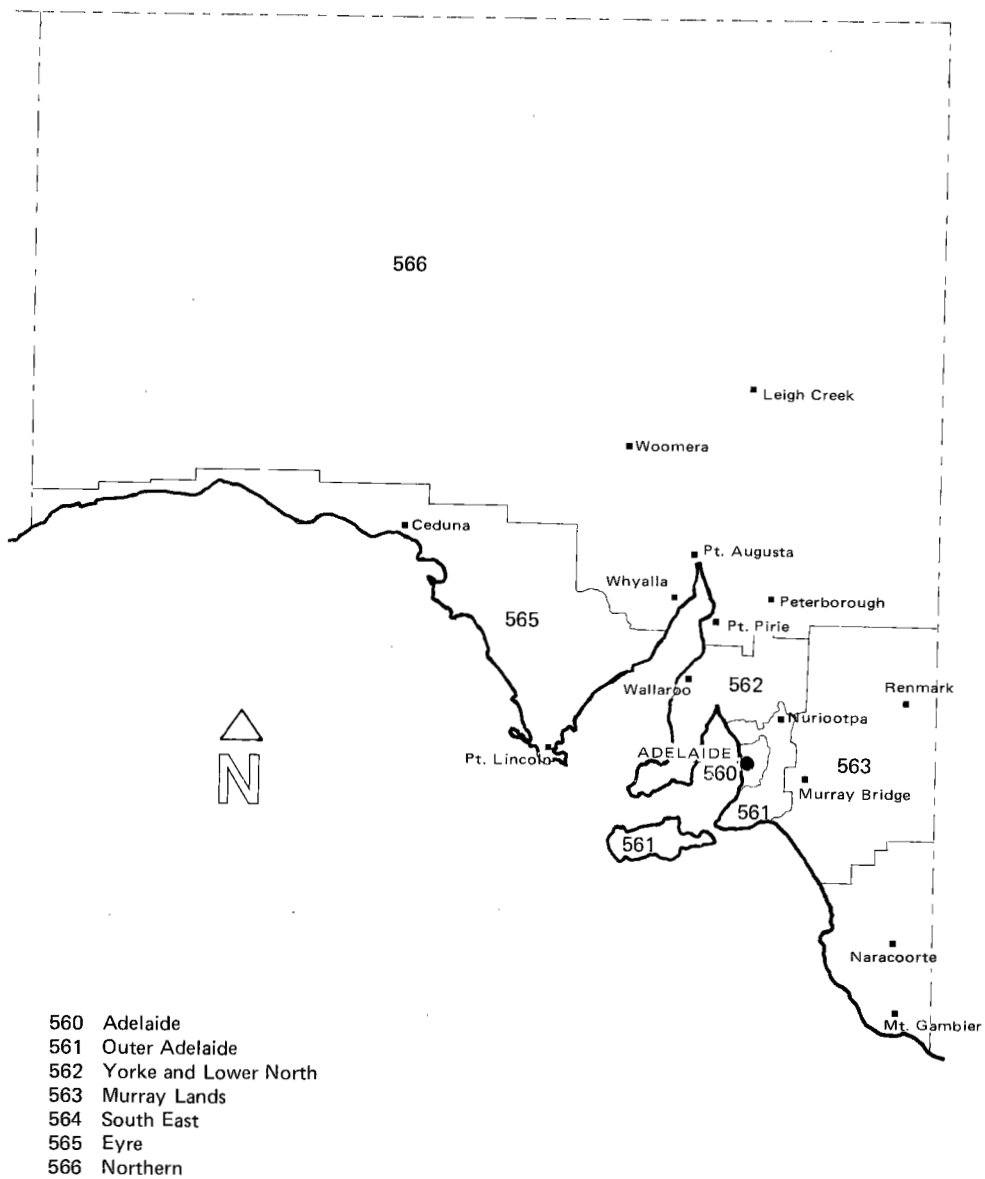 566
Leigh Creek
Woomera
Ceduna
Pt. Augusta
Whyalla
Peterborough
565
Pt. Pirie
Wallaroo
562
Renmark
Nuriootpa
ADELAIDE
Pt. Lincoln
560
563
Murray Bridge
561
561
N
Naracoorte
Mt. Gambier
560 Adelaide
561 Outer Adelaide
562 Yorke and Lower North
563 Murray Lands
564 South East
565 Eyre
566 Northern